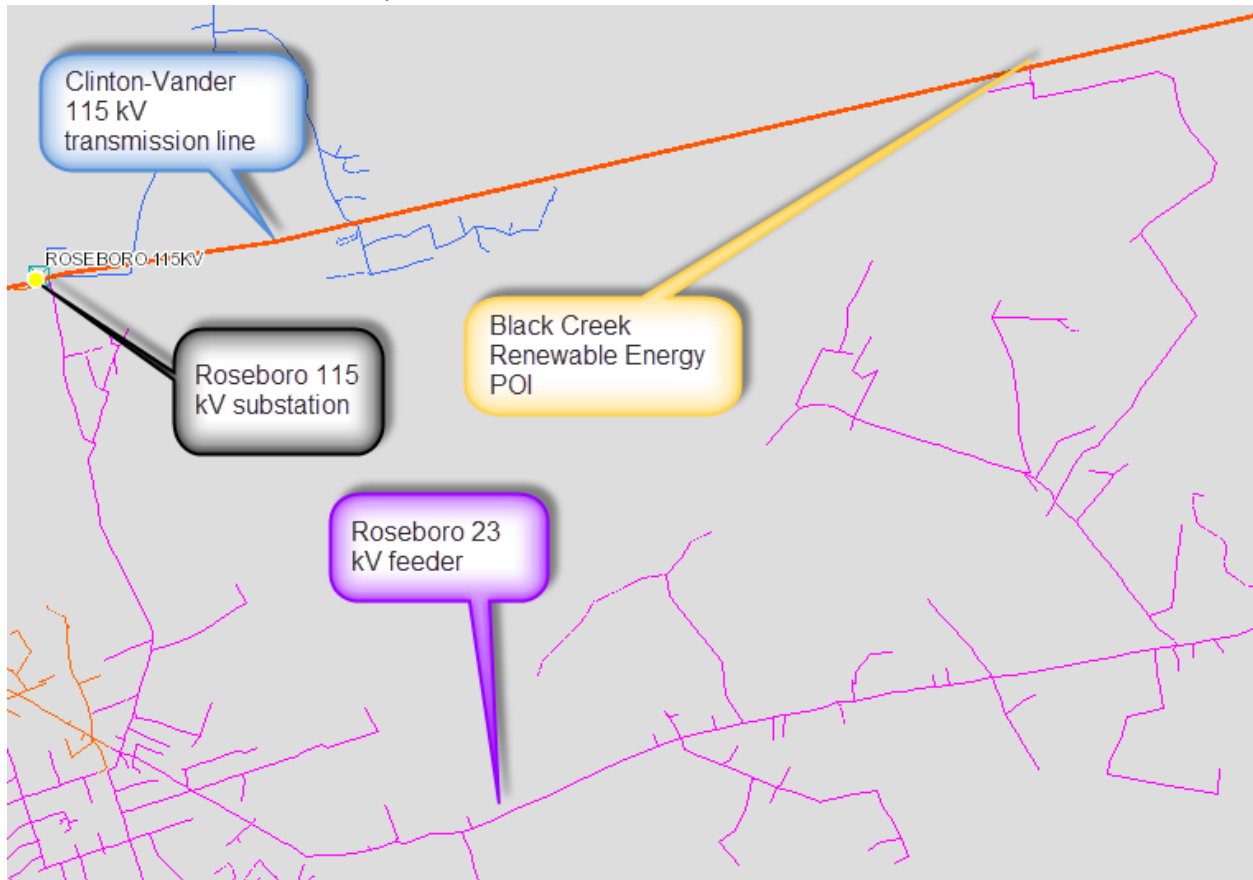 Clinton-Vander
115 kV
transmission line
ROSEBORO 115KV
Black Creek
Renewable Energy
POI
Roseboro 115
kV substation
Roseboro 23
kV feeder